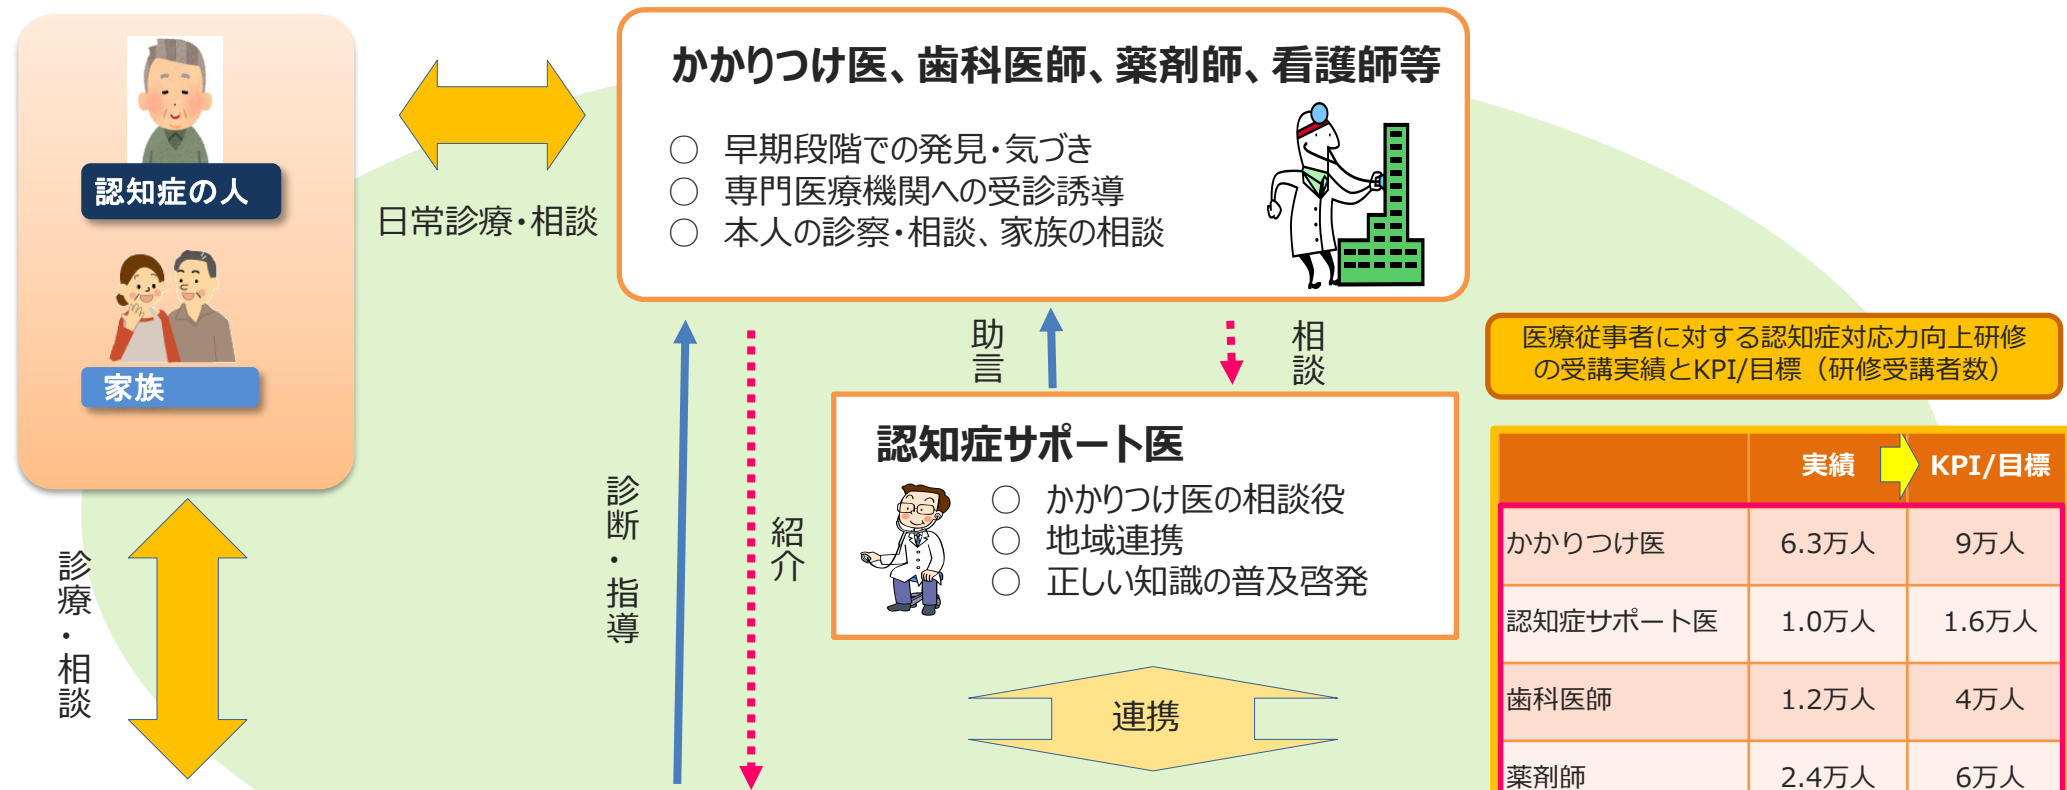 認知症の人
家族
日常診療・相談
かかりつけ医、歯科医師、薬剤師、看護師等
○ 早期段階での発見・気づき
○ 専門医療機関への受診誘導
○ 本人の診察・相談、家族の相談
診療・相談
診断・指導
紹介
助言
相談
認知症サポート医
○ かかりつけ医の相談役
○ 地域連携
○ 正しい知識の普及啓発
連携
医療従事者に対する認知症対応力向上研修
の受講実績とKPI/目標（研修受講者数）
実績 KPI/目標
かかりつけ医 6.3万人 9万人
認知症サポート医 1.0万人 1.6万人
歯科医師 1.2万人 4万人
薬剤師 2.4万人 6万人